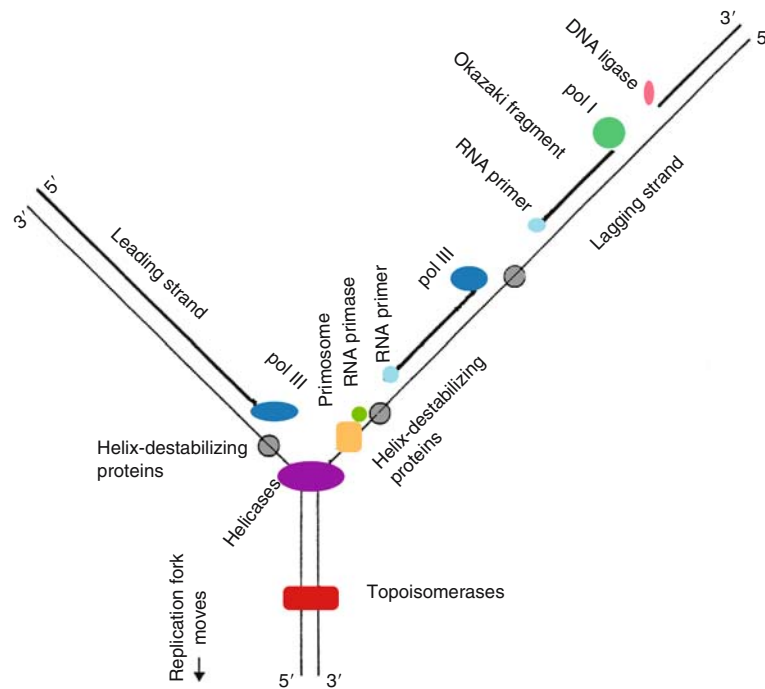 3′
5
DNA ligase
pol I
Okazaki fragment
RNA primer
Lagging strand
5′
3′
Leading strand
pol III
pol III
Primosome
RNA primase
RNA primer
Helix-destabilizing
proteins
Helix-destabilizing
proteins
Helicases
Topoisomerases
Replication fork
moves
5′
3′